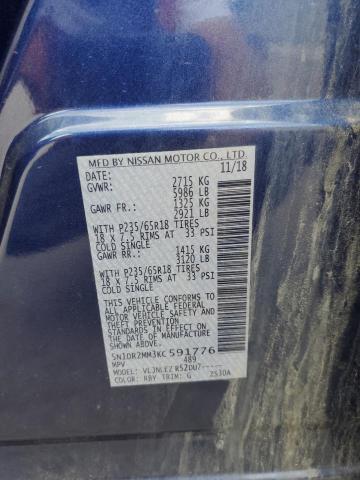 MFD BY NISSAN MOTOR CO., LTD.
DATE: 11/18
GVWR: 2715 KG
5986 LB
GAWR FR.: 1325 KG
2921 LB
WITH P235/65R18 TIRES
18 X 7.5 RIMS AT 33 PSI
COLD SINGLE
GAWR RR.: 1415 KG
3120 LB
WITH P235/65R18 TIRES
18 X 7.5 RIMS AT 33 PSI
COLD SINGLE
THIS VEHICLE CONFORMS TO
ALL APPLICABLE FEDERAL
MOTOR VEHICLE SAFETY
STANDARDS IN EFFECT ON
THE DATE OF MANUFACTURE
SHOWN ABOVE.
5N1DR2MM3KC591776
MPV 489
MODEL: VLJNLEZ R52DU7-----
COLOR: RBY TRIM: G 2530A